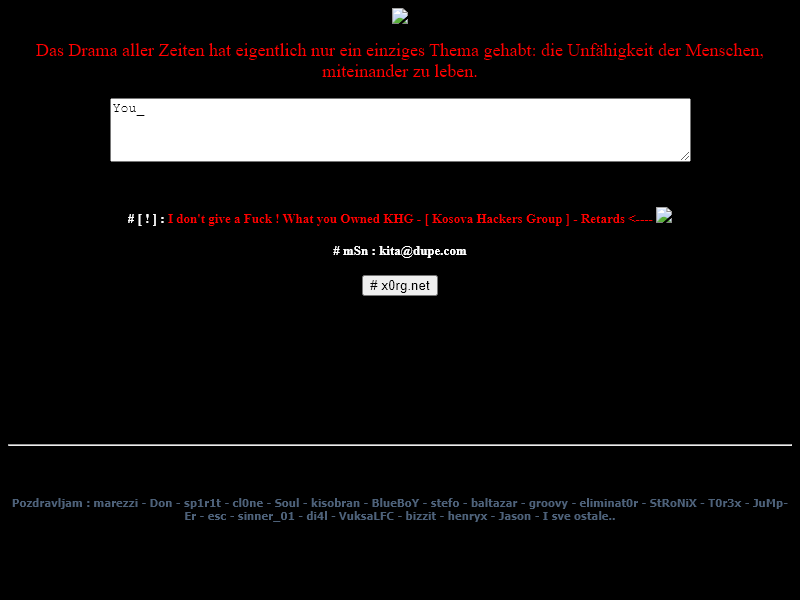 Das Drama aller Zeiten hat eigentlich nur ein einziges Thema gehabt: die Unfähigkeit der Menschen,
miteinander zu leben.
You_
# [ ! ] : I don't give a Fuck ! What you Owned KHG - [ Kosova Hackers Group ] - Retards <----
# mSn : kita@dupe.com
# x0rg.net
Pozdravljam : marezzi - Don - sp1r1t - cl0ne - Soul - kisobran - BlueBoY - stefo - baltazar - groovy - eliminat0r - StRoNiX - T0r3x - JuMp-
Er - esc - sinner_01 - di4l - VuksaLFC - bizzit - henryx - Jason - I sve ostale..